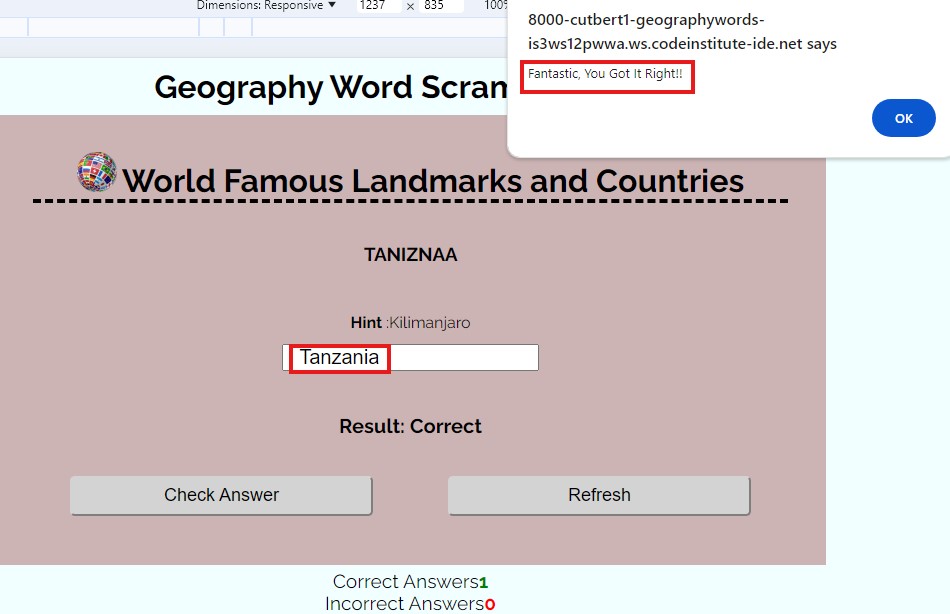 Dimensions: Responsive ▼ 1237 × 835 100%
8000-cutbert1-geographywords-
is3ws12pwwa.ws.codeinstitute-ide.net says
Fantastic, You Got It Right!!
OK
Geography Word Scram
World Famous Landmarks and Countries
TANIZNAA
Hint :Kilimanjaro
Tanzania
Result: Correct
Check Answer Refresh
Correct Answers1
Incorrect Answers0